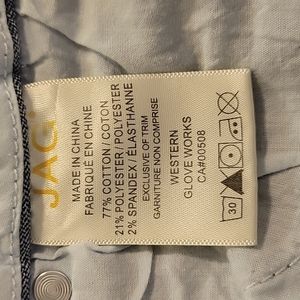 JAG
MADE IN CHINA
FABRIQUE EN CHINE
77% COTTON / COTON
21% POLYESTER / POLYESTER
2% SPANDEX / ÉLASTHANNE
EXCLUSIVE OF TRIM
GARNITURE NON COMPRISE
WESTERN
GLOVE WORKS
CA#00508
30